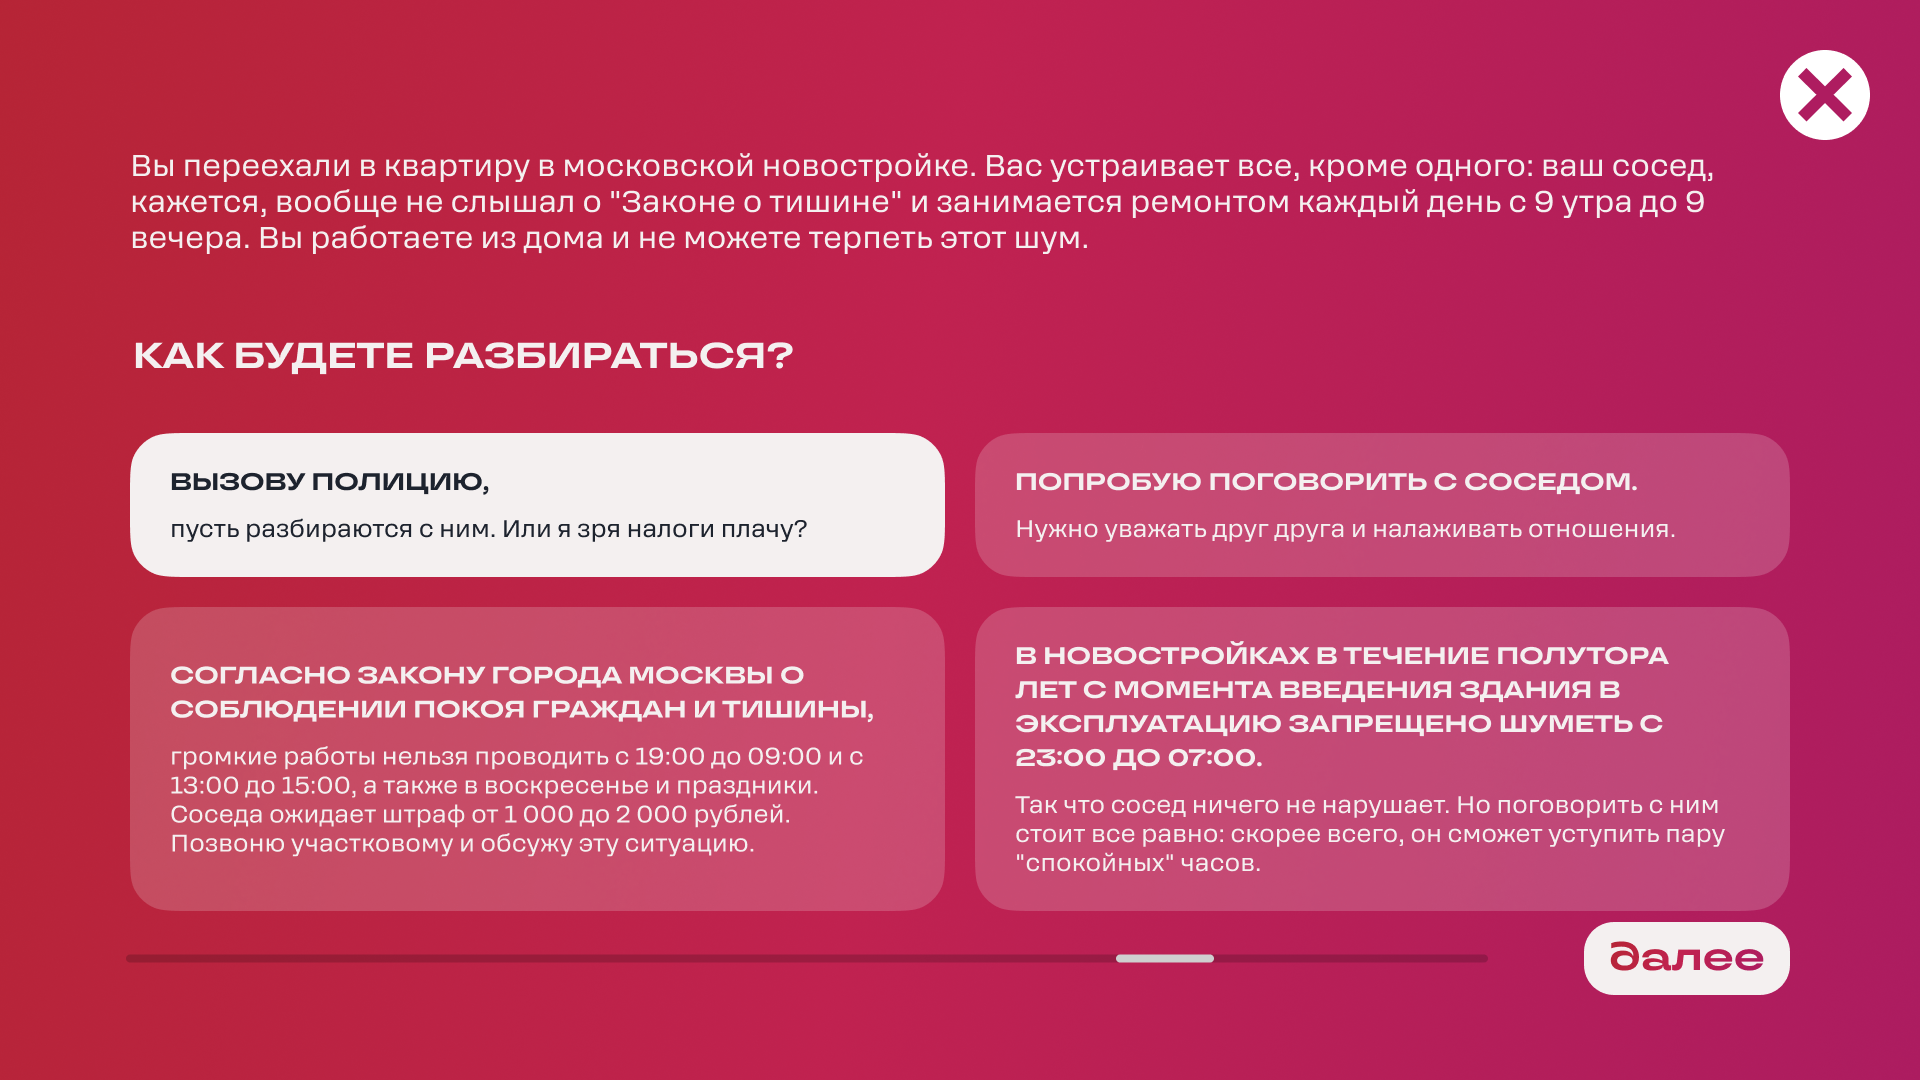 Вы переехали в квартиру в московской новостройке. Вас устраивает все, кроме одного: ваш сосед,
кажется, вообще не слышал о "Законе о тишине" и занимается ремонтом каждый день с 9 утра до 9
вечера. Вы работаете из дома и не можете терпеть этот шум.
КАК БУДЕТЕ РАЗБИРАТЬСЯ?
ВЫЗОВУ ПОЛИЦИЮ,
пусть разбираются с ним. Или я зря налоги плачу?
ПОПРОБУЮ ПОГОВОРИТЬ С СОСЕДОМ.
Нужно уважать друг друга и налаживать отношения.
СОГЛАСНО ЗАКОНУ ГОРОДА МОСКВЫ О
СОБЛЮДЕНИИ ПОКОЯ ГРАЖДАН И ТИШИНЫ,
громкие работы нельзя проводить с 19:00 до 09:00 и с
13:00 до 15:00, а также в воскресенье и праздники.
Соседа ожидает штраф от 1 000 до 2 000 рублей.
Позвоню участковому и обсужу эту ситуацию.
В НОВОСТРОЙКАХ В ТЕЧЕНИЕ ПОЛУТОРА
ЛЕТ С МОМЕНТА ВВЕДЕНИЯ ЗДАНИЯ В
ЭКСПЛУАТАЦИЮ ЗАПРЕЩЕНО ШУМЕТЬ С
23:00 ДО 07:00.
Так что сосед ничего не нарушает. Но поговорить с ним
стоит все равно: скорее всего, он сможет уступить пару
"спокойных" часов.
далее